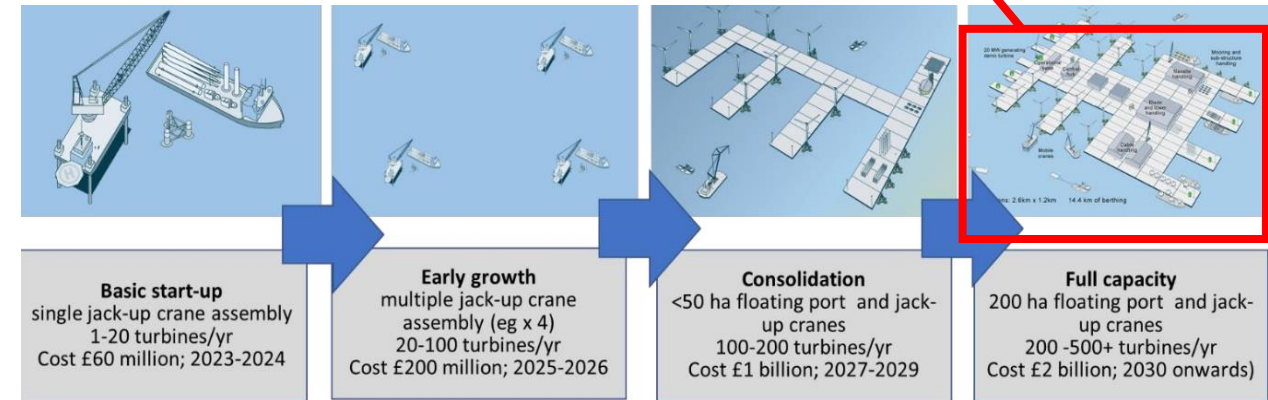 20 MW generating
demo turbine
Operational
base
Control
hub
Mooring and
sub-structure
handling
Nacelle
handling
Blade
and tower
handling
Cable
handling
Mobile
cranes
ns: 2.6km x 1.2km 14.4 km of berthing
Basic start-up
single jack-up crane assembly
1-20 turbines/yr
Cost £60 million; 2023-2024
Early growth
multiple jack-up crane
assembly (eg x 4)
20-100 turbines/yr
Cost £200 million; 2025-2026
Consolidation
<50 ha floating port and jack-
up cranes
100-200 turbines/yr
Cost £1 billion; 2027-2029
Full capacity
200 ha floating port and jack-
up cranes
200 -500+ turbines/yr
Cost £2 billion; 2030 onwards)